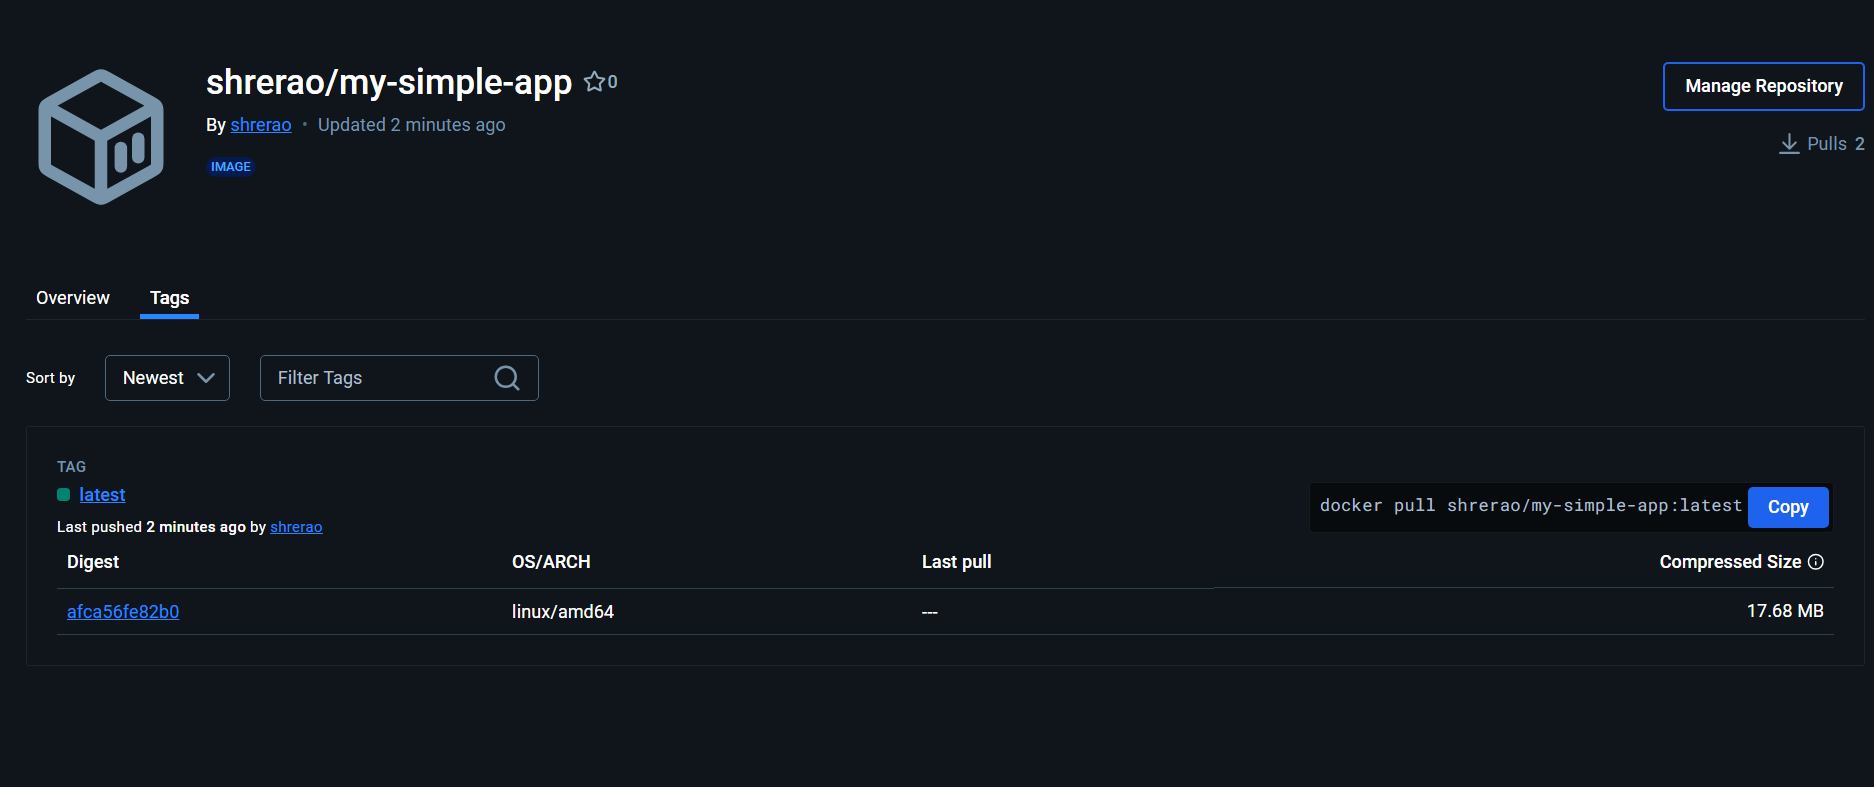 shrerao/my-simple-app 0
By shrerao • Updated 2 minutes ago
IMAGE
Manage Repository
Pulls 2
Overview
Tags
Sort by
Newest
Filter Tags
TAG
latest
Last pushed 2 minutes ago by shrerao
docker pull shrerao/my-simple-app:latest
Copy
Digest OS/ARCH Last pull Compressed Size
afca56fe82b0 linux/amd64 --- 17.68 MB